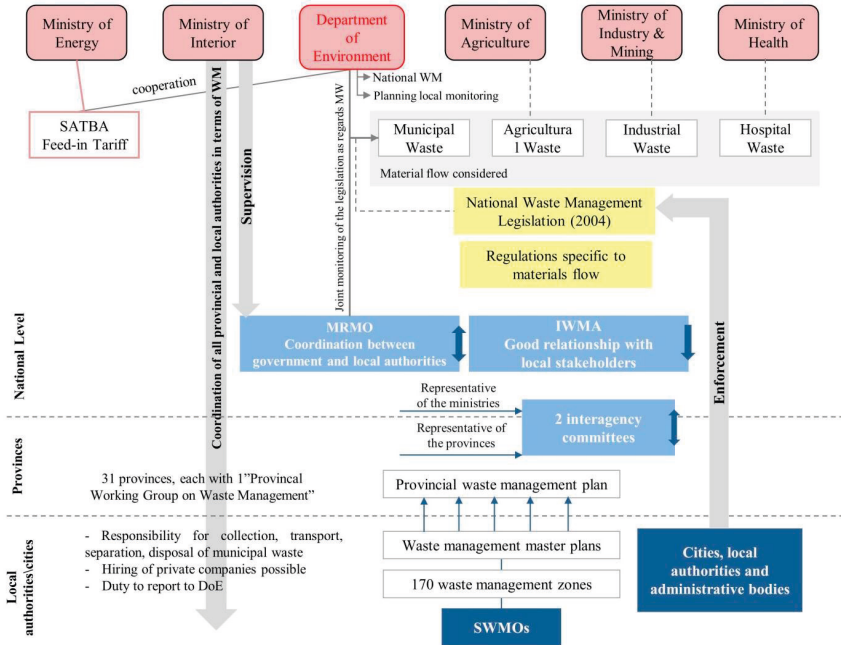 Ministry of
Energy
Ministry of
Interior
Department
of
Environment
Ministry of
Agriculture
Ministry of
Industry &
Mining
Ministry of
Health
cooperation
National WM
Planning local monitoring
SATBA
Feed-in Tariff
Municipal
Waste
Agricultura
l Waste
Industrial
Waste
Hospital
Waste
Material flow considered
Coordination of all provincial and local authorities in terms of WM
Supervision
Joint monitoring of the legislation as regards MW
National Waste Management
Legislation (2004)
Regulations specific to
materials flow
Enforcement
National Level
MRMO
Coordination between
government and local authorities
IWMA
Good relationship with
local stakeholders
Representative
of the ministries
Representative of
the provinces
2 interagency
committees
Provinces
31 provinces, each with 1"Provincal
Working Group on Waste Management"
Provincial waste management plan
Local
authorities\cities
- Responsibility for collection, transport,
separation, disposal of municipal waste
- Hiring of private companies possible
- Duty to report to DoE
Waste management master plans
170 waste management zones
SWMOs
Cities, local
authorities and
administrative bodies